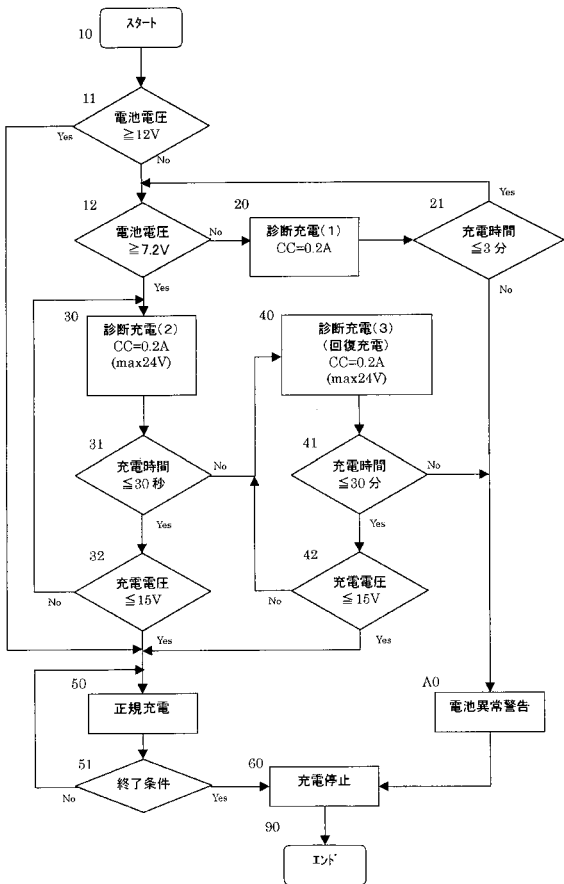 10
スタート
11
電池電圧
≧12V
Yes
No
12
電池電圧
≧7.2V
No
Yes
20
診断充電(1)
CC=0.2A
21
充電時間
≦3分
Yes
No
30
診断充電(2)
CC=0.2A
(max24V)
40
診断充電(3)
(回復充電)
CC=0.2A
(max24V)
31
充電時間
≦30秒
No
Yes
41
充電時間
≦30分
No
Yes
32
充電電圧
≦15V
No
Yes
42
充電電圧
≦15V
No
Yes
50
正規充電
A0
電池異常警告
51
終了条件
No
Yes
60
充電停止
90
エンド